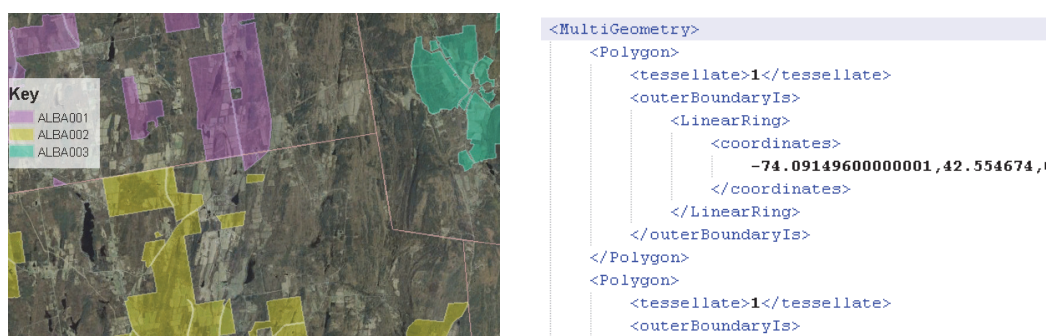 Key
ALBA001
ALBA002
ALBA003
<MultiGeometry>
<Polygon>
<tessellate>1</tessellate>
<outerBoundaryIs>
<LinearRing>
<coordinates>
-74.09149600000001,42.554674,
</coordinates>
</LinearRing>
</outerBoundaryIs>
</Polygon>
<Polygon>
<tessellate>1</tessellate>
<outerBoundaryIs>